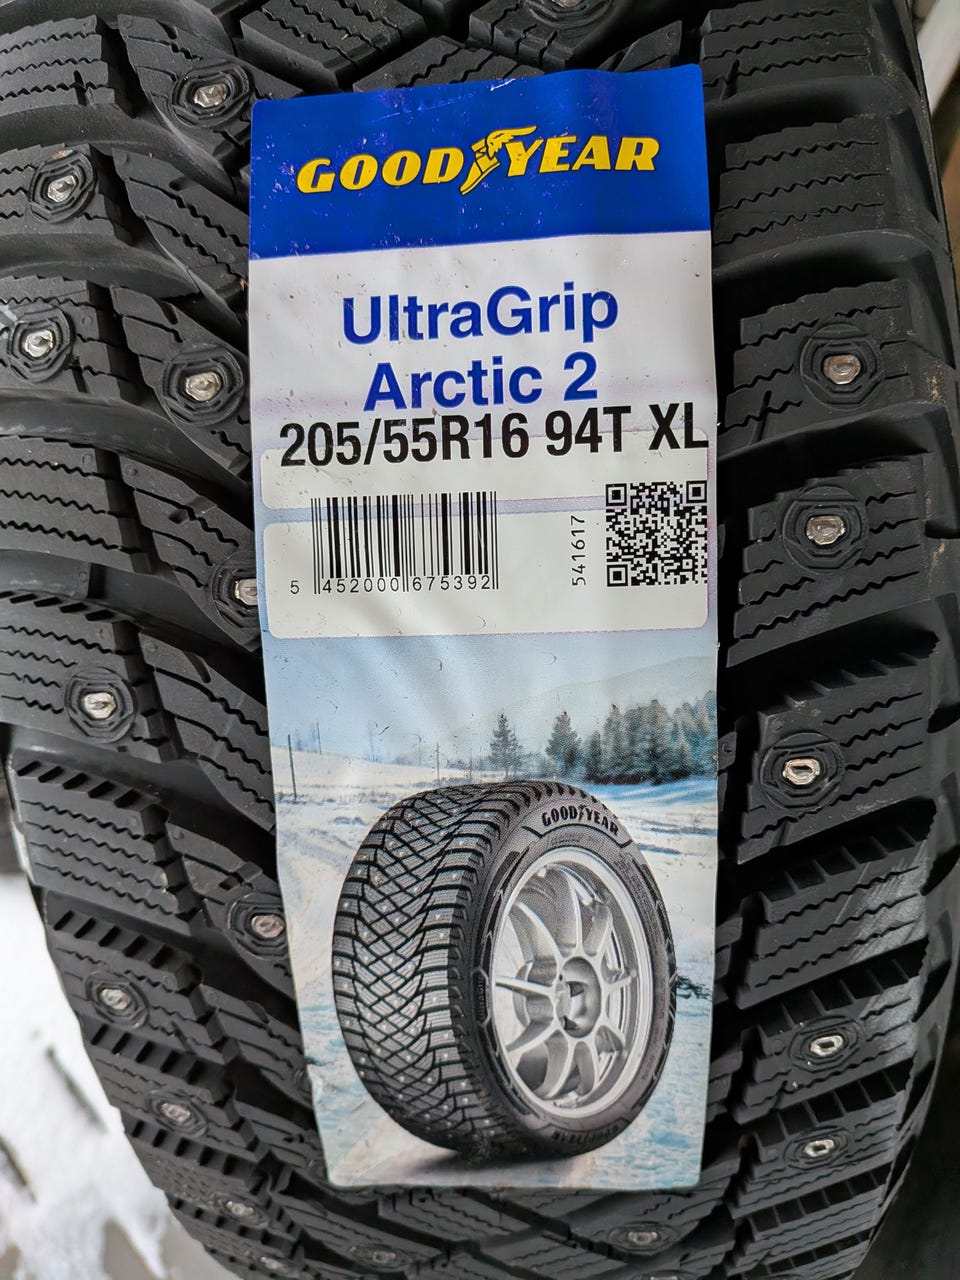 GOODYEAR
UltraGrip
Arctic 2
205/55R16 94T XL
5 452000 675392
541617
GOODYEAR